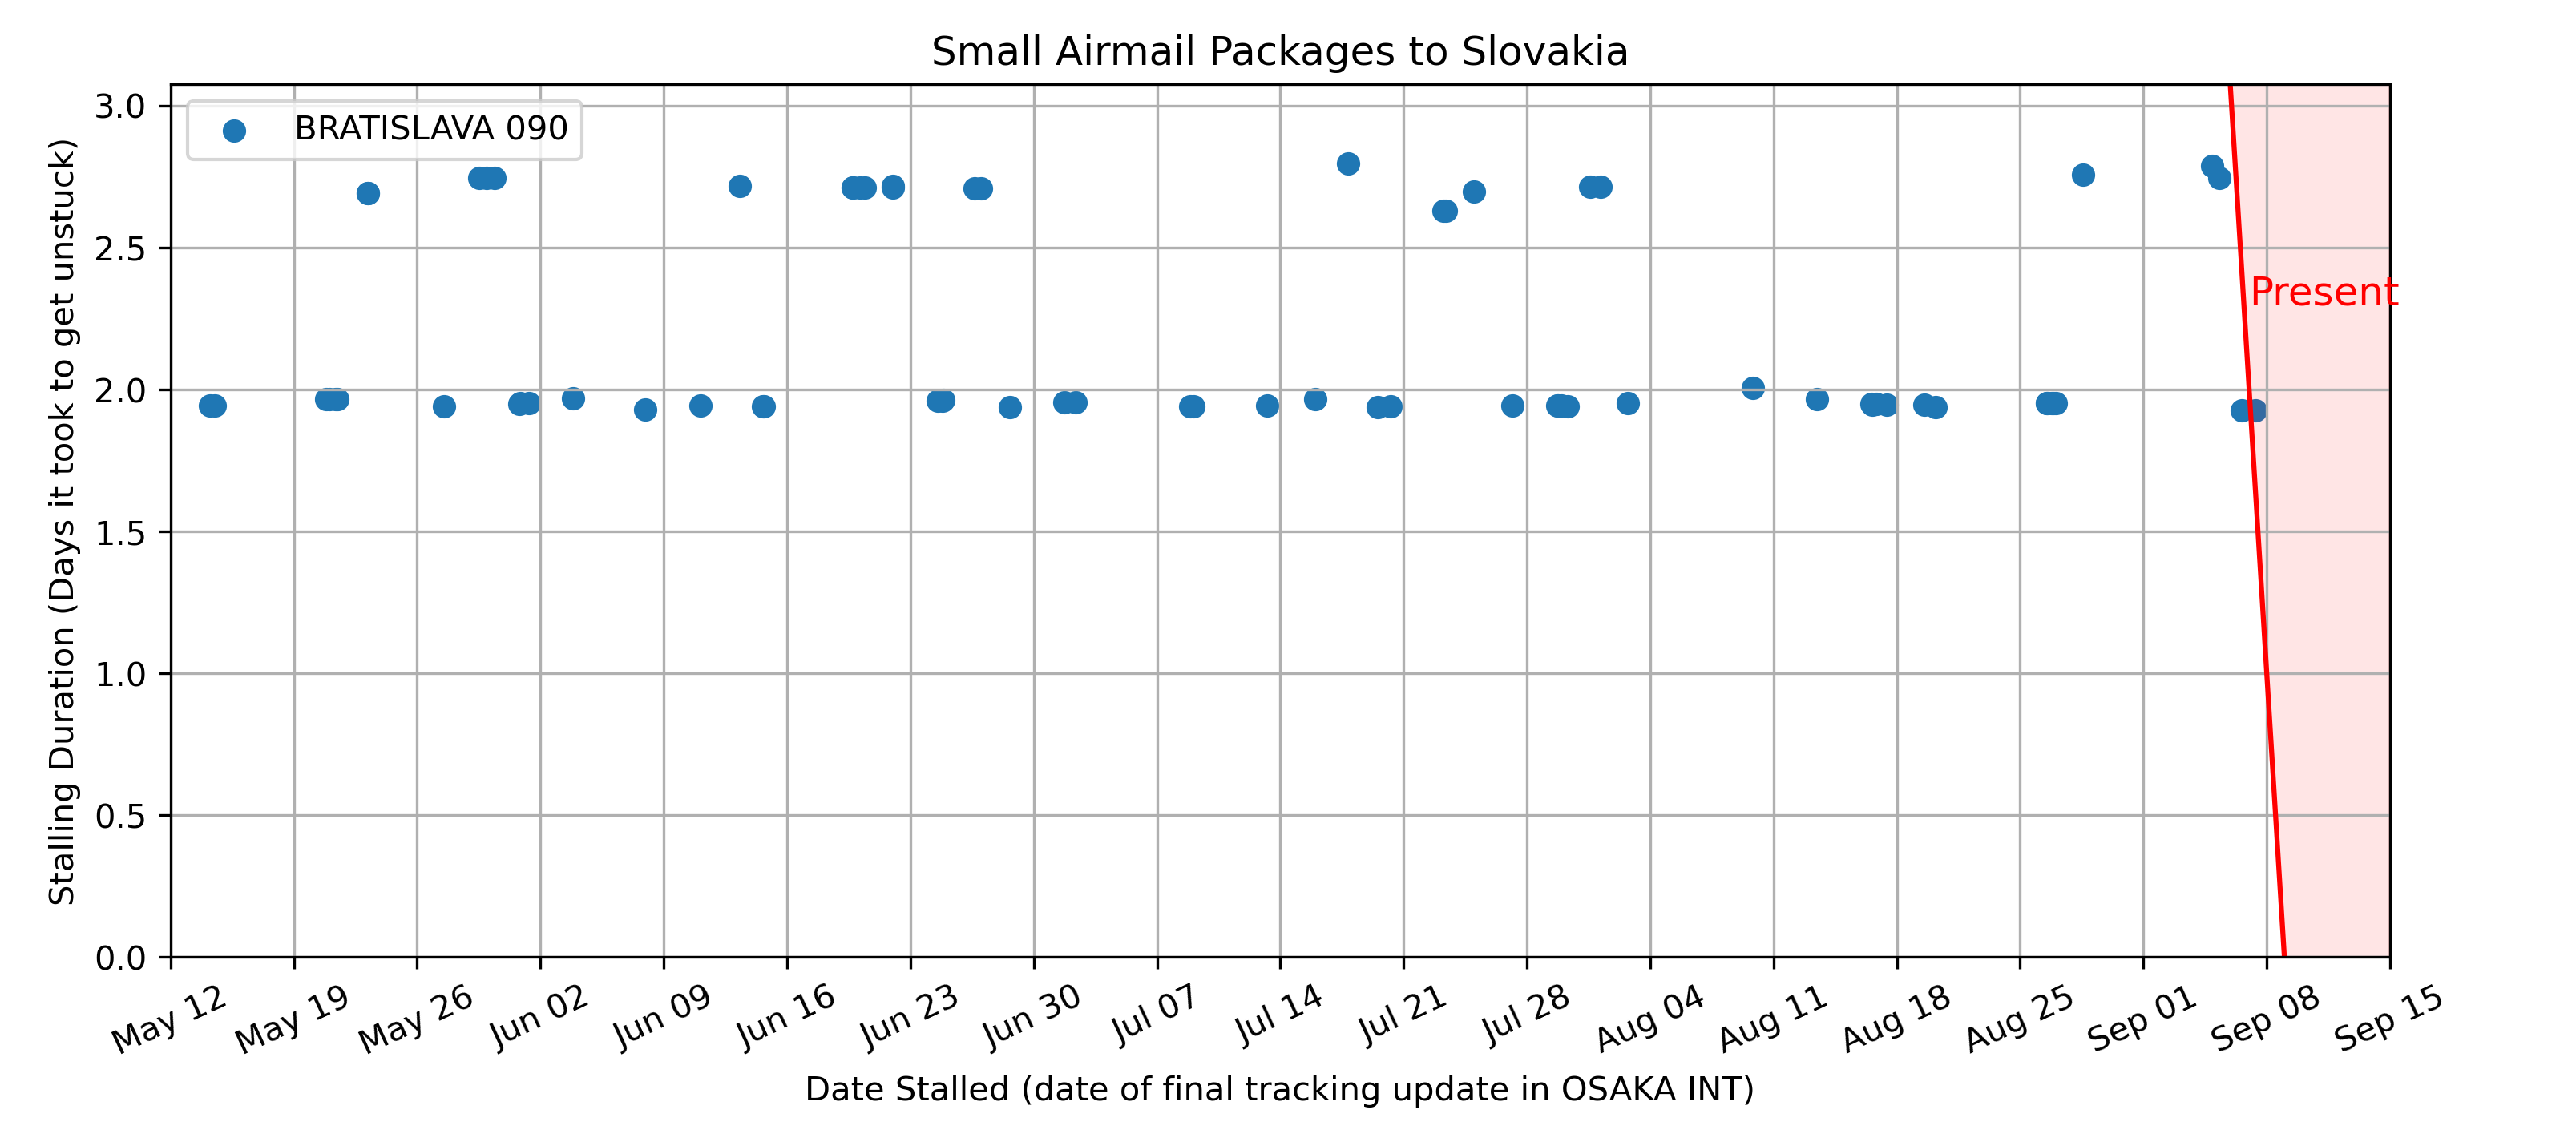 Small Airmail Packages to Slovakia
BRATISLAVA 090
Stalling Duration (Days it took to get unstuck)
3.0
2.5
2.0
1.5
1.0
0.5
0.0
Present
May 12
May 19
May 26
Jun 02
Jun 09
Jun 16
Jun 23
Jun 30
Jul 07
Jul 14
Jul 21
Jul 28
Aug 04
Aug 11
Aug 18
Aug 25
Sep 01
Sep 08
Sep 15
Date Stalled (date of final tracking update in OSAKA INT)